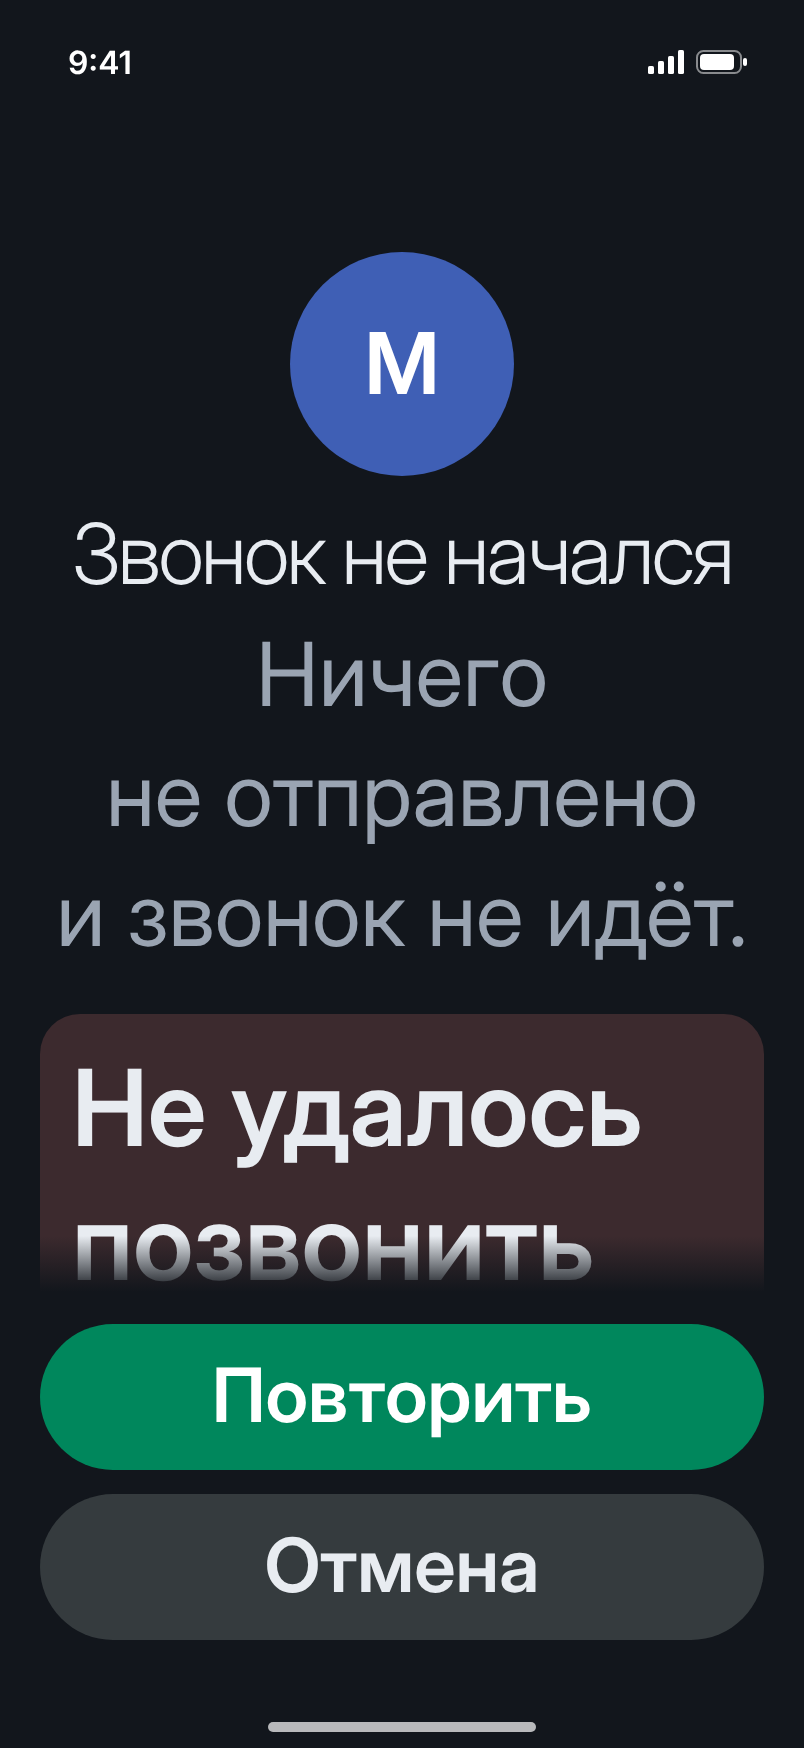 9:41
М
Звонок не начался
Ничего
не отправлено
и звонок не идёт.
Не удалось
позвонить
Повторить
Отмена